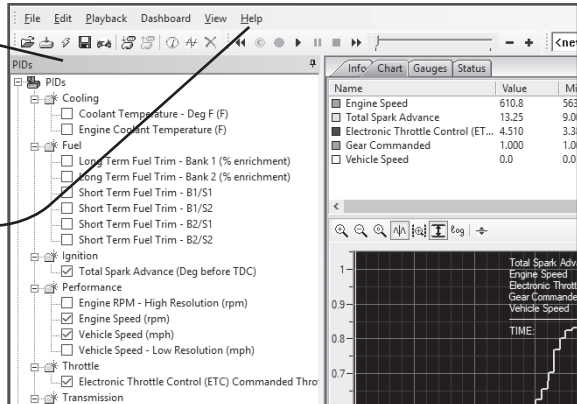 File Edit Playback Dashboard View Help
PIDs
PIDs
Cooling
Coolant Temperature - Deg F (F)
Engine Coolant Temperature (F)
Fuel
Long Term Fuel Trim - Bank 1 (% enrichment)
Long Term Fuel Trim - Bank 2 (% enrichment)
Short Term Fuel Trim - B1/S1
Short Term Fuel Trim - B1/S2
Short Term Fuel Trim - B2/S1
Short Term Fuel Trim - B2/S2
Ignition
Total Spark Advance (Deg before TDC)
Performance
Engine RPM - High Resolution (rpm)
Engine Speed (rpm)
Vehicle Speed (mph)
Vehicle Speed - Low Resolution (mph)
Throttle
Electronic Throttle Control (ETC) Commanded Thro
Transmission
<ne
Info Chart Gauges Status
Name Value Mi
Engine Speed 610.8 563
Total Spark Advance 13.25 9.00
Electronic Throttle Control (ET... 4.510 3.38
Gear Commanded 1.000 1.00
Vehicle Speed 0.0 0.0
log
Total Spark Adv
Engine Speed
Electronic Thrott
Gear Commande
Vehicle Speed
TIME:
1
0.9
0.8
0.7